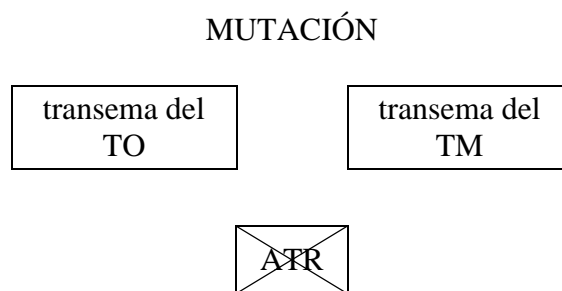 MUTACIÓN
transema del
TO
transema del
TM
ATR